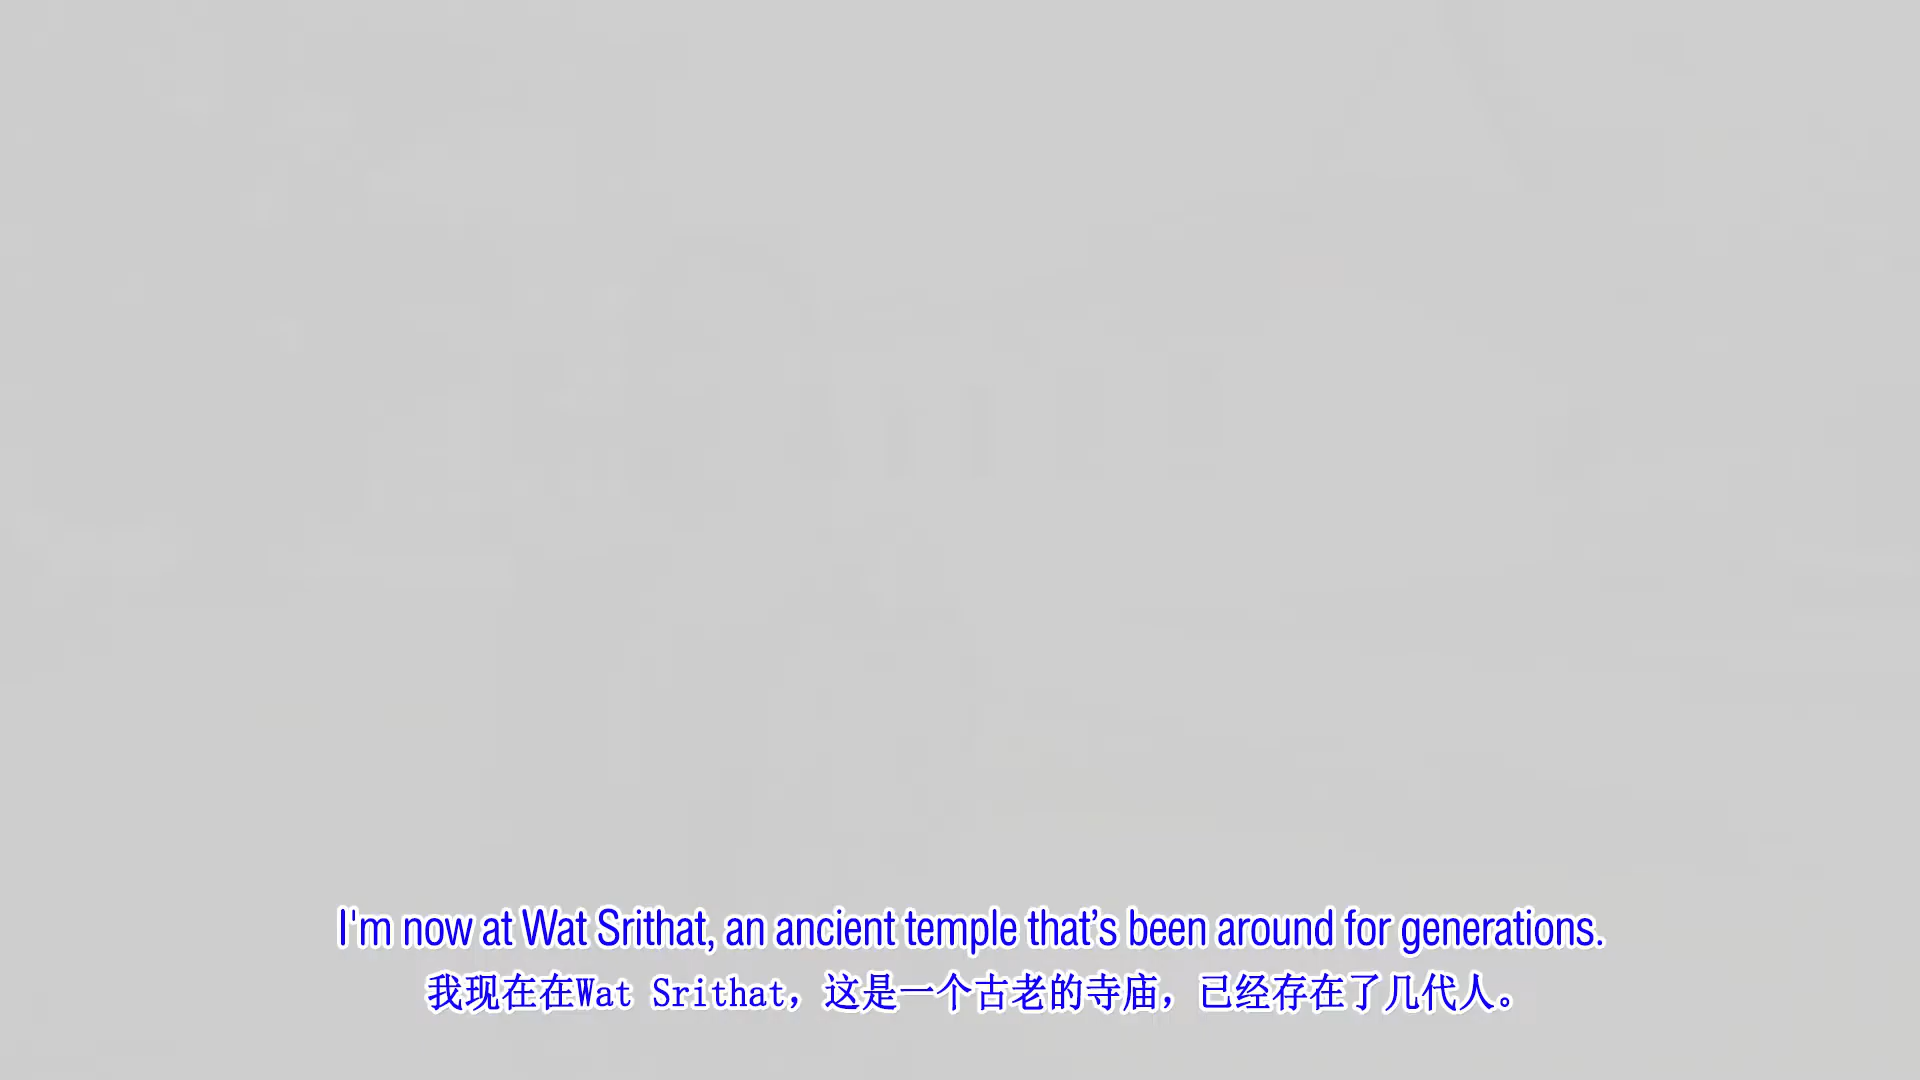 I'm now at Wat Srithat, an ancient temple that’s been around for generations.
我现在在Wat Srithat，这是一个古老的寺庙，已经存在了几代人。